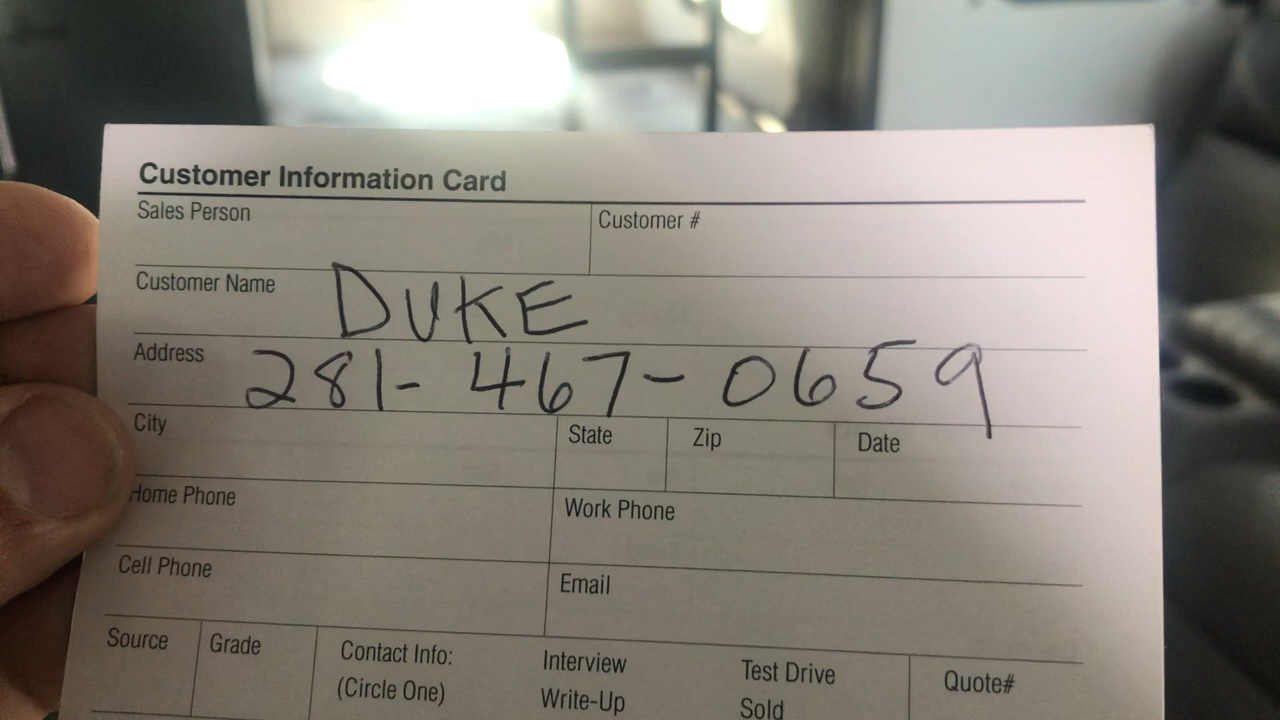 Customer Information Card
Sales Person Customer #
Customer Name DUKE
Address 281-467-0659
City State Zip Date
Home Phone Work Phone
Cell Phone Email
Source Grade Contact Info: Interview Test Drive Quote#
(Circle One) Write-Up Sold